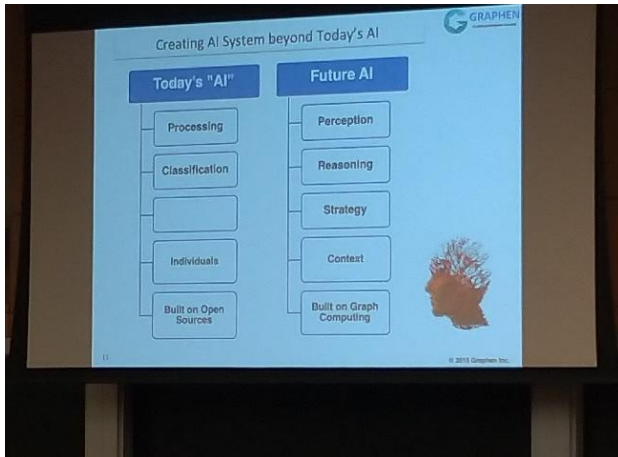 GRAPHEN
Creating AI System beyond Today's AI
Today's "AI"
Future AI
Processing
Perception
Classification
Reasoning
Strategy
Individuals
Context
Built on Open
Sources
Built on Graph
Computing
11
Graphen Inc.